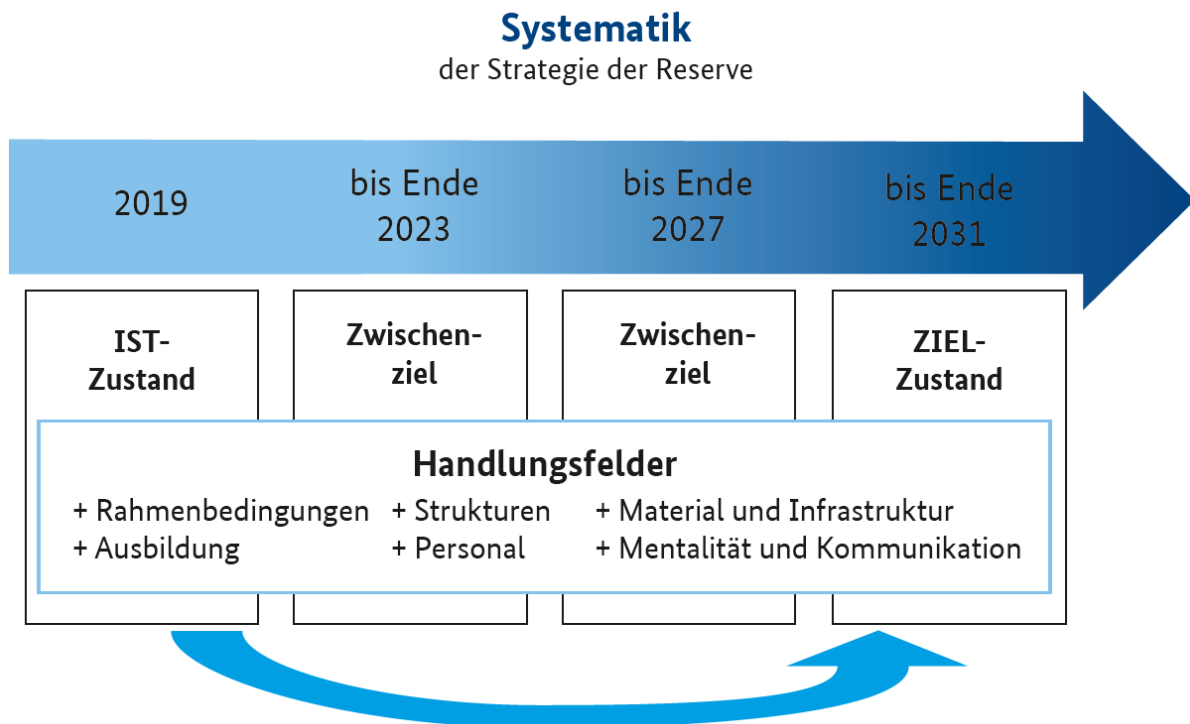 Systematik
der Strategie der Reserve
2019
bis Ende
2023
bis Ende
2027
bis Ende
2031
IST-
Zustand
Zwischen-
ziel
Zwischen-
ziel
ZIEL-
Zustand
Handlungsfelder
+ Rahmenbedingungen + Strukturen + Material und Infrastruktur
+ Ausbildung + Personal + Mentalität und Kommunikation